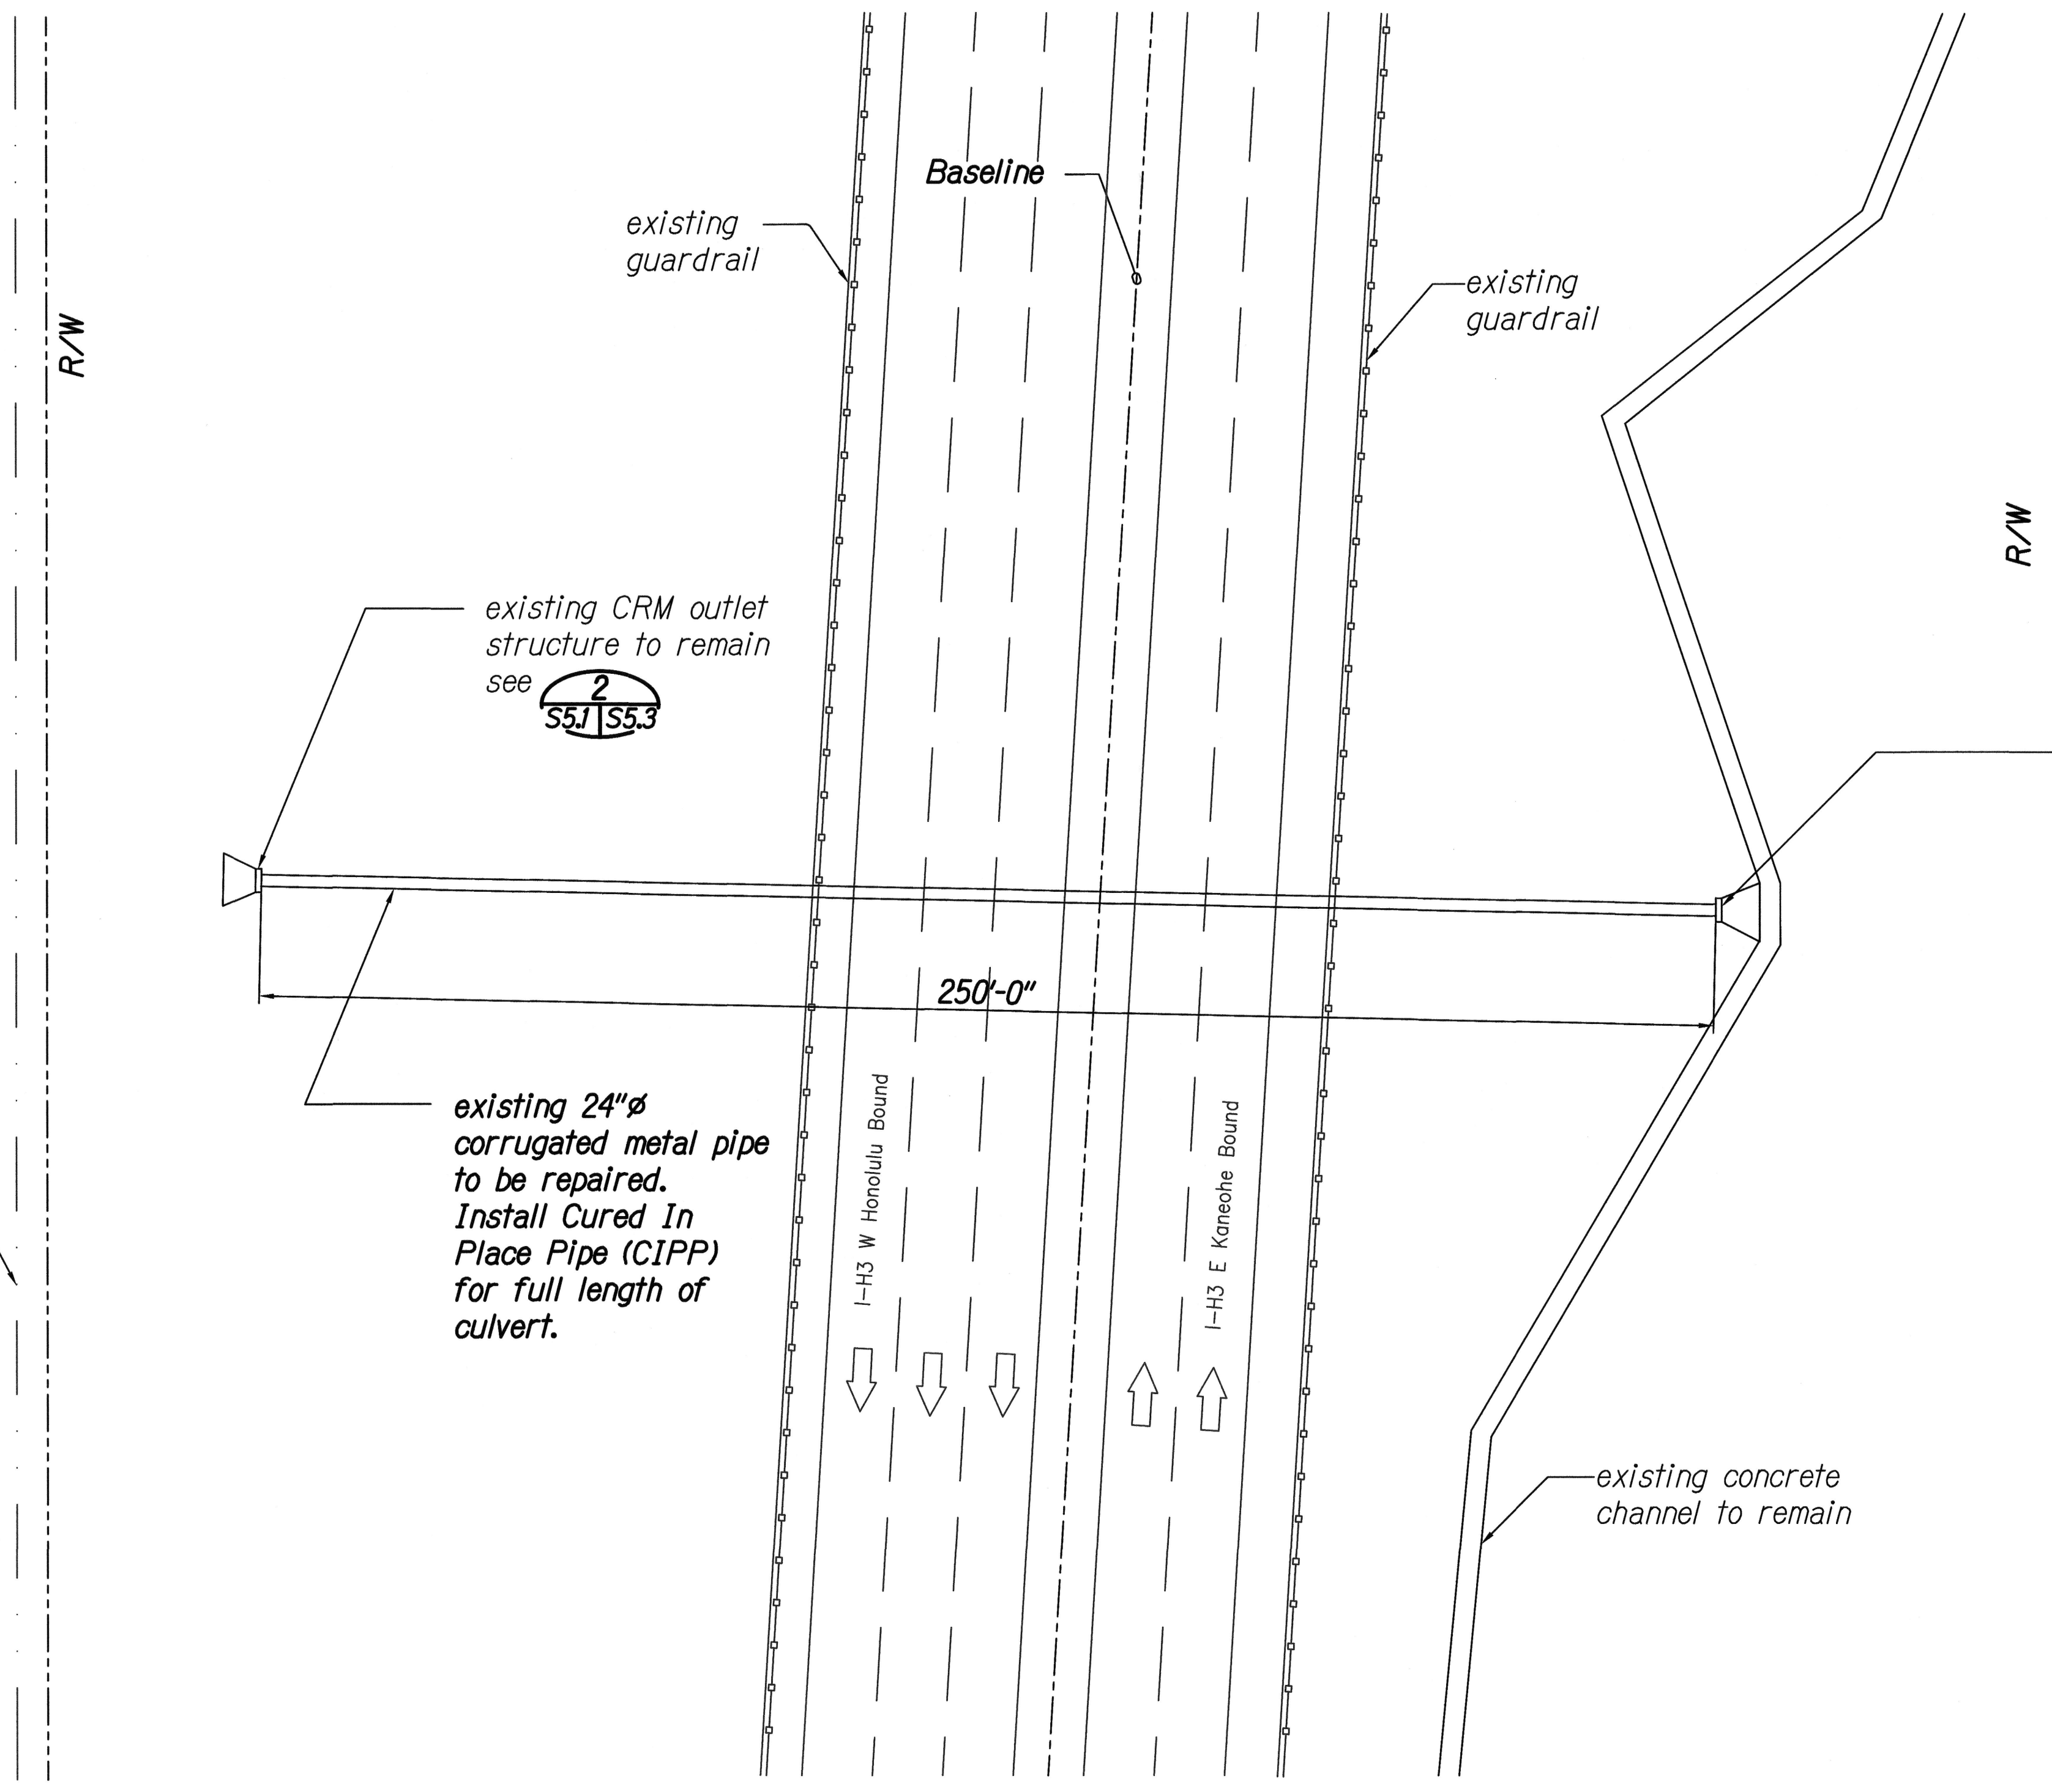 Baseline
existing
guardrail
existing
guardrail
R/W
R/W
existing CRM outlet
structure to remain
see 2
S5.1 S5.3
250'-0"
existing 24"ø
corrugated metal pipe
to be repaired.
Install Cured In
Place Pipe (CIPP)
for full length of
culvert.
I-H3 W Honolulu Bound
I-H3 E Kaneohe Bound
existing concrete
channel to remain